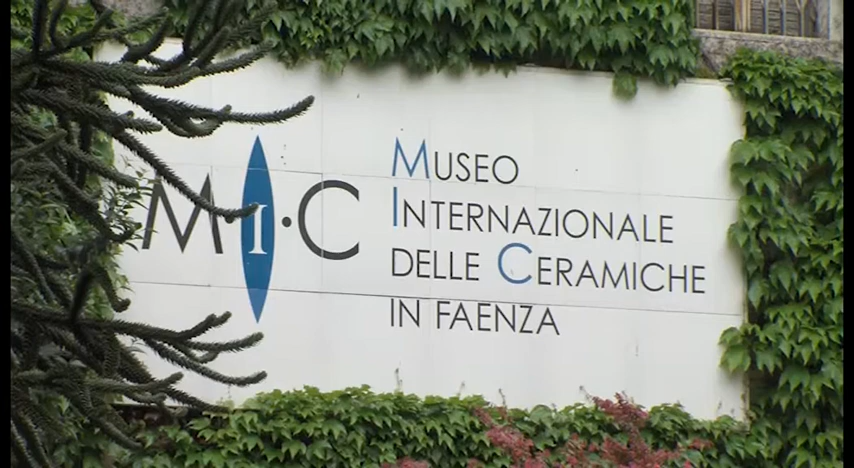 M·I·C
MUSEO
INTERNAZIONALE
DELLE CERAMICHE
IN FAENZA